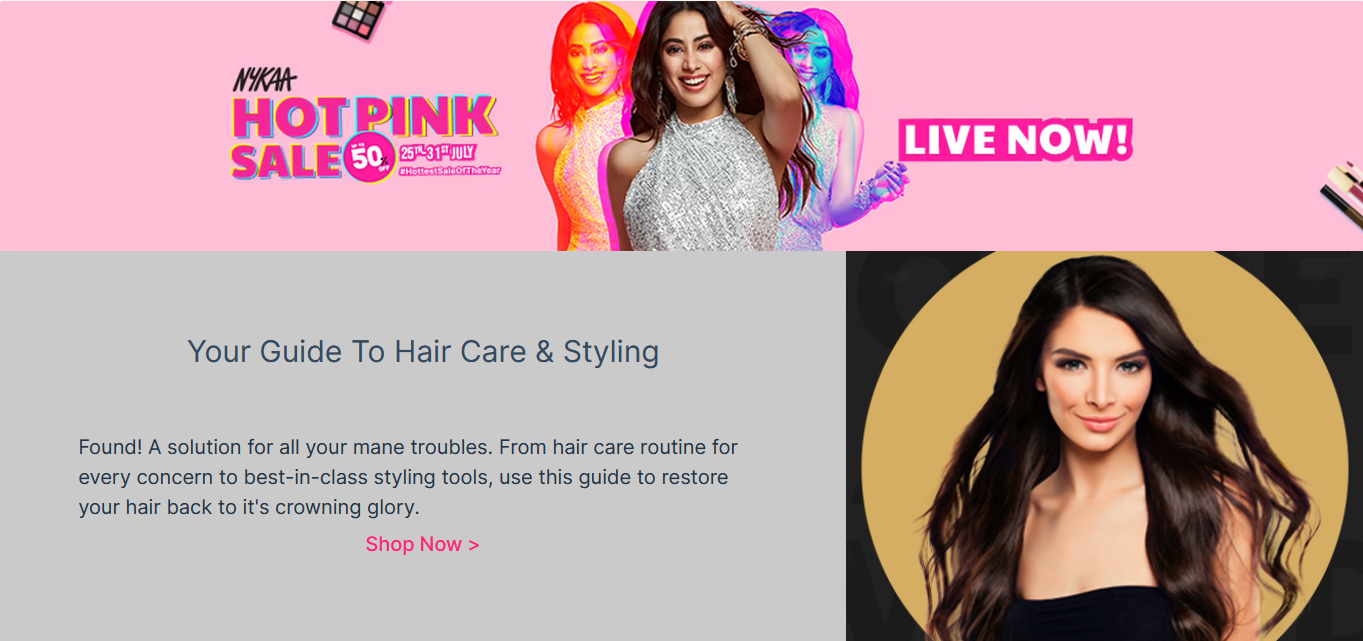 NYKAA
HOT PINK
SALE
UP TO
50%
OFF
25TH-31ST JULY
#HottestSaleOfTheYear
LIVE NOW!
Your Guide To Hair Care & Styling
Found! A solution for all your mane troubles. From hair care routine for
every concern to best-in-class styling tools, use this guide to restore
your hair back to it's crowning glory.
Shop Now >